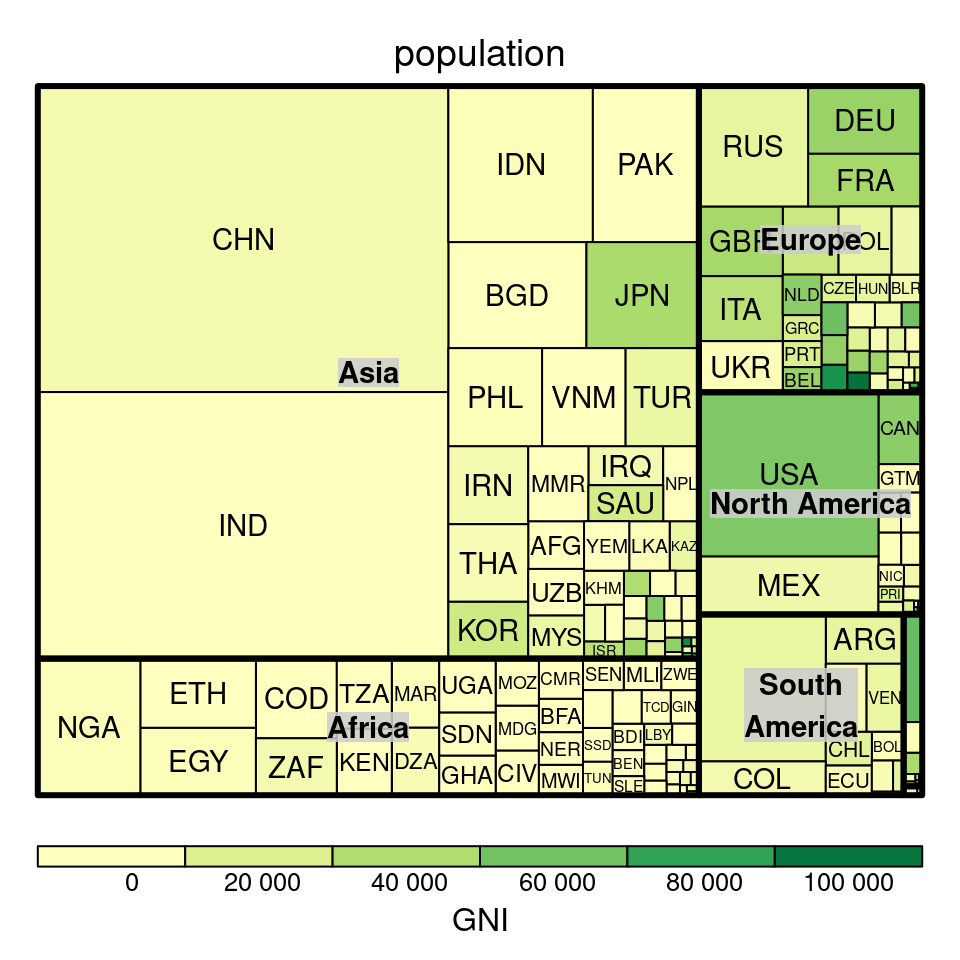 population
CHN
IND
Asia
IDN
PAK
BGD
JPN
PHL
VNM
TUR
IRN
MMR
IRQ
SAU
NPL
THA
AFG
YEM
LKA
KAZ
UZB
KHM
KOR
MYS
ISR
RUS
DEU
FRA
Europe
ITA
UKR
NLD
GRC
PRT
BEL
CZE
HUN
BLR
USA
CAN
GTM
North America
MEX
NIC
PRI
ARG
VEN
South
America
CHL
BOL
COL
ECU
NGA
ETH
EGY
COD
ZAF
TZA
MAR
Africa
KEN
DZA
UGA
SDN
GHA
MOZ
MDG
CIV
CMR
BFA
NER
MWI
SEN
MLI
ZWE
TCD
GIN
SSD
BDI
LBY
TUN
BEN
SLE
0 20 000 40 000 60 000 80 000 100 000
GNI